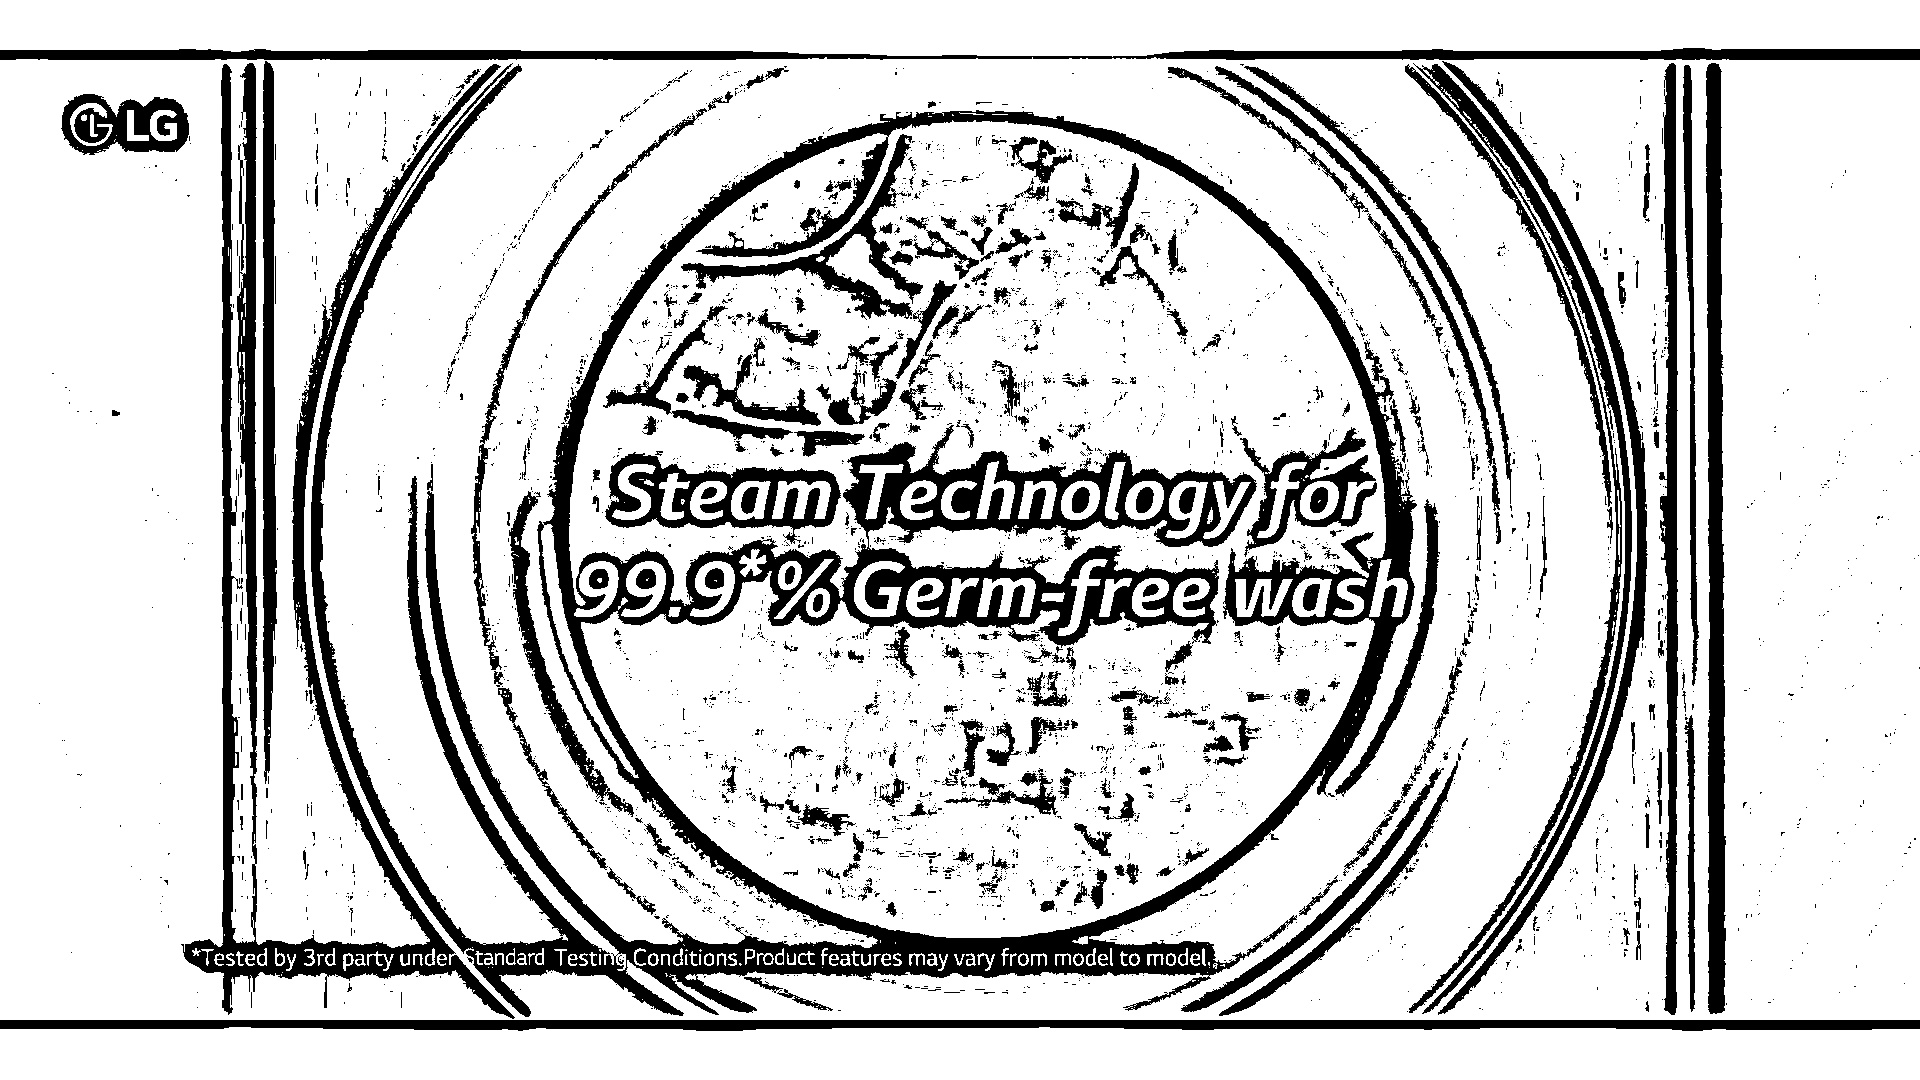 LG
Steam Technology for
99.9*% Germ-free wash
*Tested by 3rd party under Standard Testing Conditions.Product features may vary from model to model.